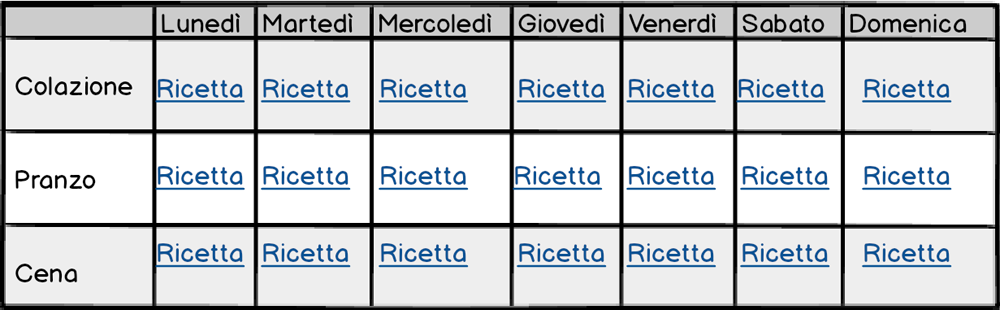 Lunedì Martedì Mercoledì Giovedì Venerdì Sabato Domenica
Colazione Ricetta Ricetta Ricetta Ricetta Ricetta Ricetta Ricetta
Pranzo Ricetta Ricetta Ricetta Ricetta Ricetta Ricetta Ricetta
Cena Ricetta Ricetta Ricetta Ricetta Ricetta Ricetta Ricetta